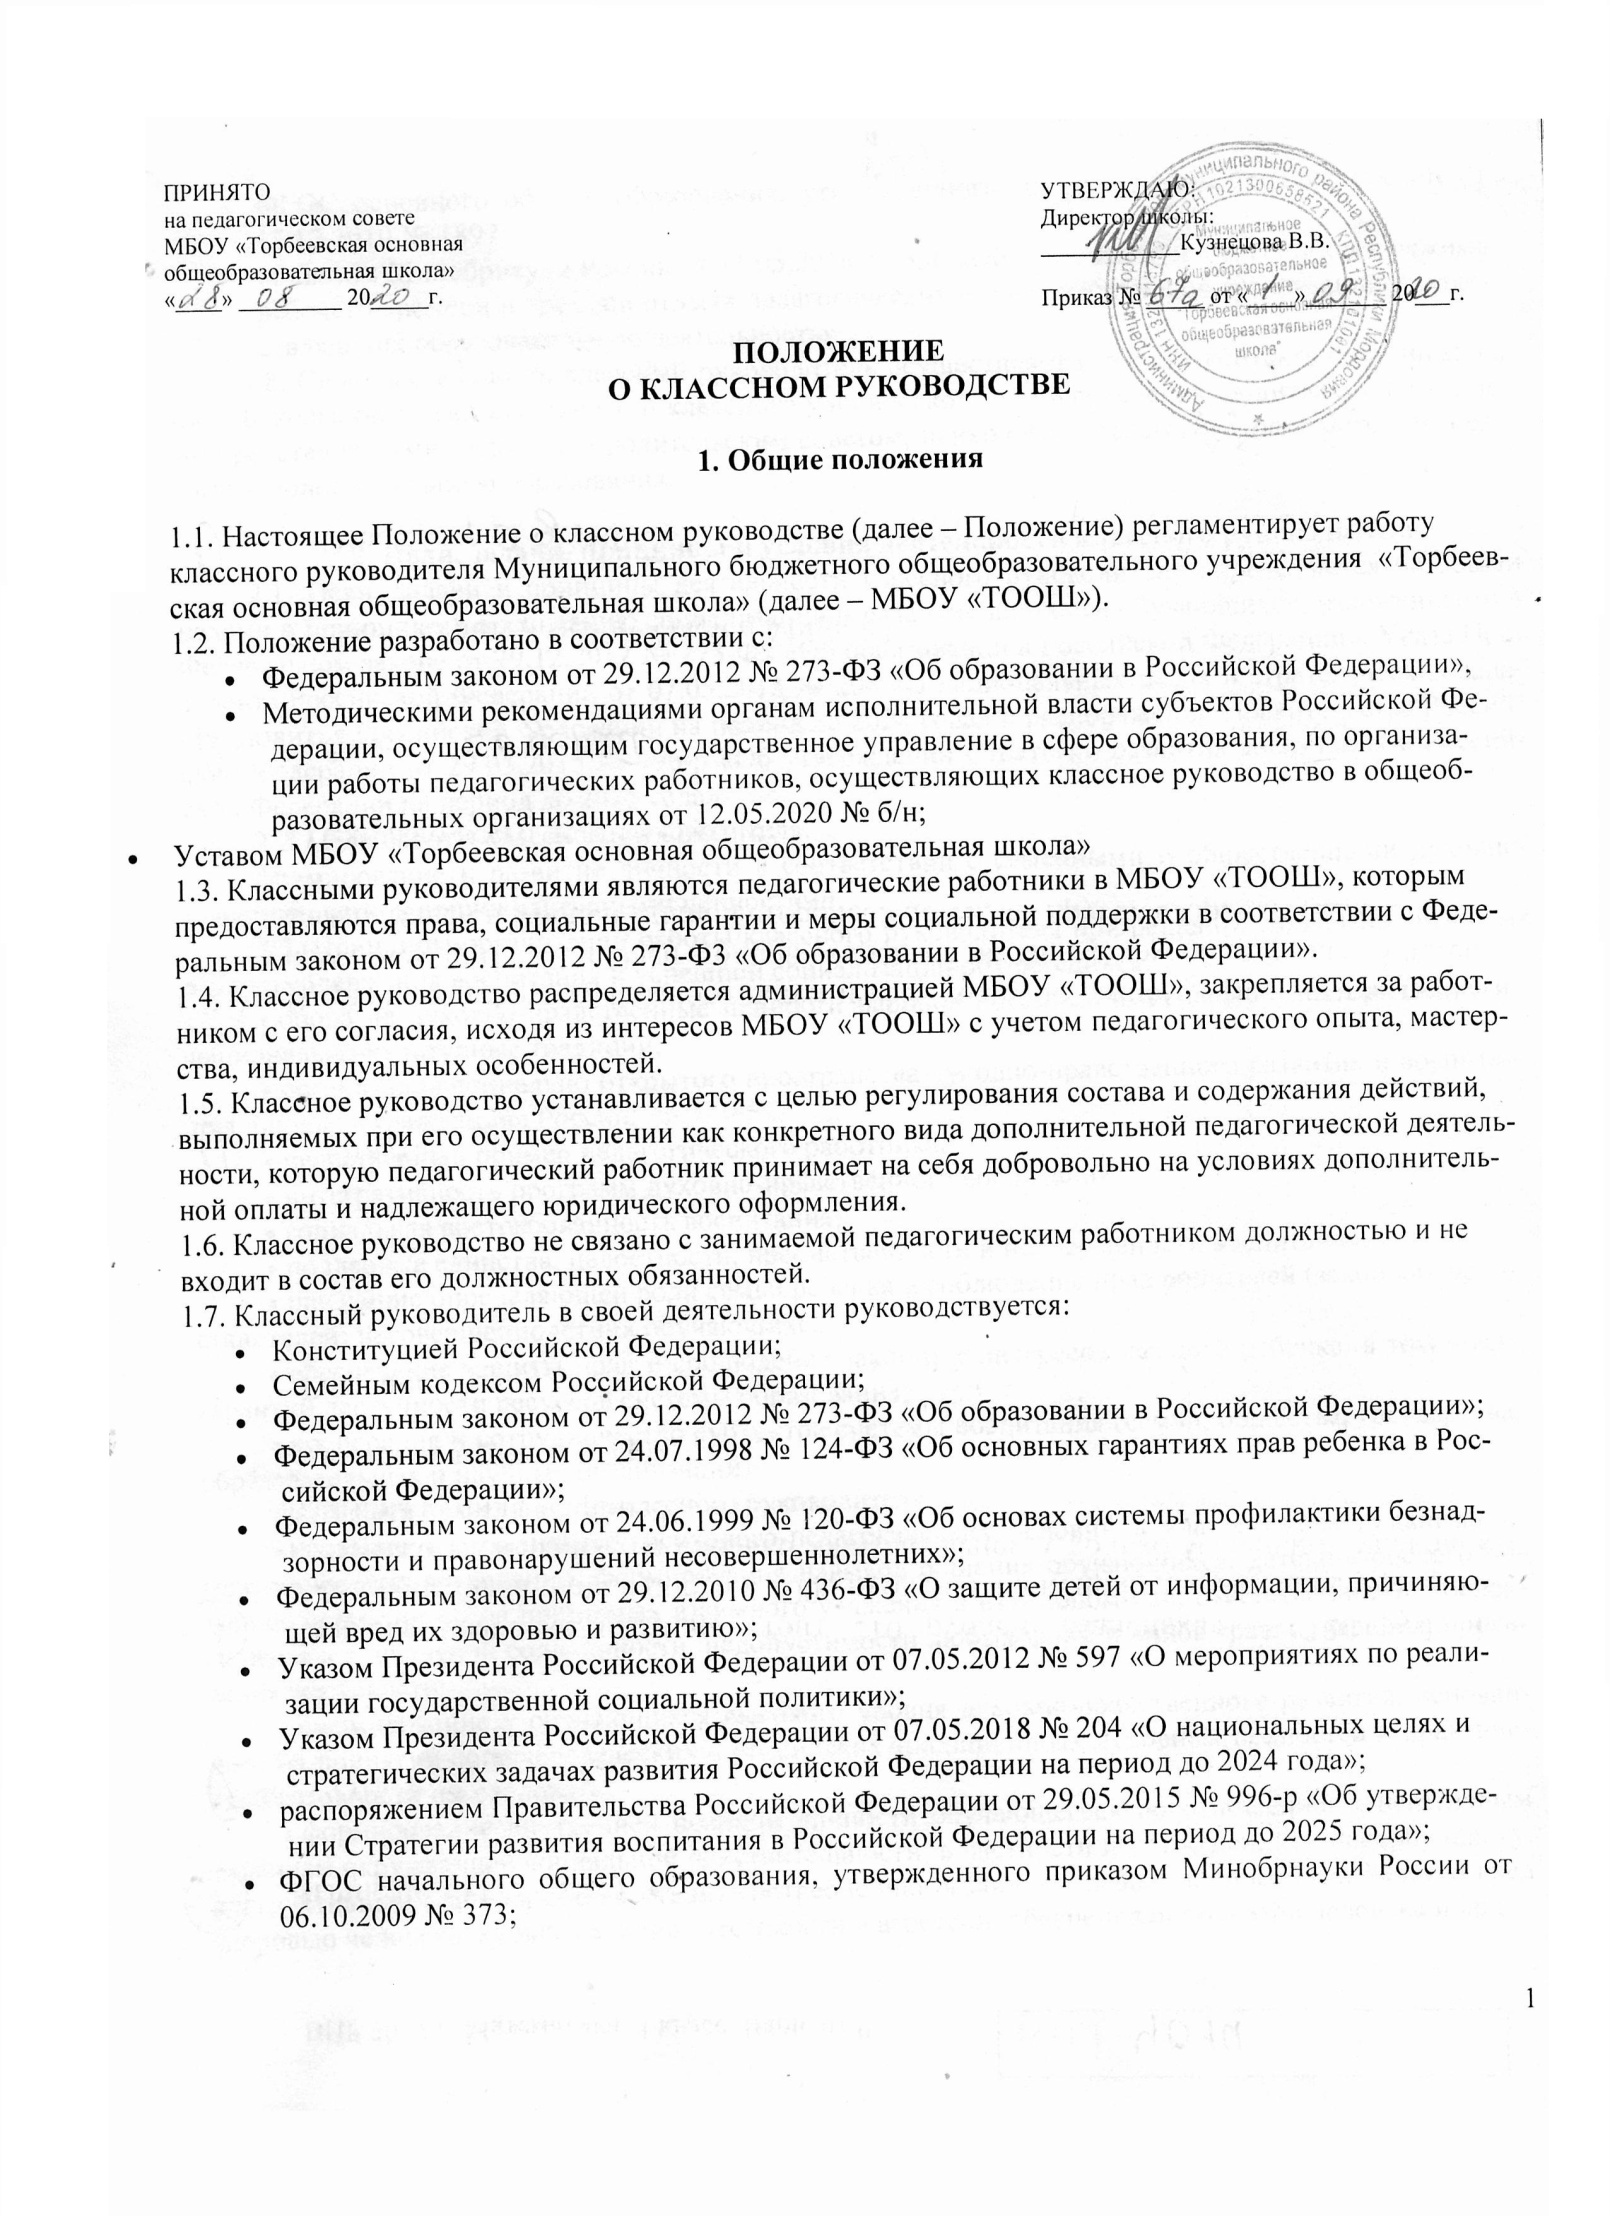 ПРИНЯТО
на педагогическом совете
МБОУ «Торбеевская основная
общеобразовательная школа»
«28» 08 2020 г.
УТВЕРЖДАЮ:
Директор школы:
Кузнецова В.В.
Приказ № 67а от « 1 » 09 2020 г.
Муниципального района Республики Мордовия
ОГРН 1021300658521
Муниципальное
бюджетное
общеобразовательное
учреждение
"Торбеевская основная
общеобразовательная
школа"
ПОЛОЖЕНИЕ
О КЛАССНОМ РУКОВОДСТВЕ
1. Общие положения
1.1. Настоящее Положение о классном руководстве (далее – Положение) регламентирует работу
классного руководителя Муниципального бюджетного общеобразовательного учреждения «Торбеев-
ская основная общеобразовательная школа» (далее – МБОУ «ТООШ»).
1.2. Положение разработано в соответствии с:
• Федеральным законом от 29.12.2012 № 273-ФЗ «Об образовании в Российской Федерации»,
• Методическими рекомендациями органам исполнительной власти субъектов Российской Фе-
дерации, осуществляющим государственное управление в сфере образования, по организа-
ции работы педагогических работников, осуществляющих классное руководство в общеоб-
разовательных организациях от 12.05.2020 № б/н;
• Уставом МБОУ «Торбеевская основная общеобразовательная школа»
1.3. Классными руководителями являются педагогические работники в МБОУ «ТООШ», которым
предоставляются права, социальные гарантии и меры социальной поддержки в соответствии с Феде-
ральным законом от 29.12.2012 № 273-ФЗ «Об образовании в Российской Федерации».
1.4. Классное руководство распределяется администрацией МБОУ «ТООШ», закрепляется за работ-
ником с его согласия, исходя из интересов МБОУ «ТООШ» с учетом педагогического опыта, мастер-
ства, индивидуальных особенностей.
1.5. Классное руководство устанавливается с целью регулирования состава и содержания действий,
выполняемых при его осуществлении как конкретного вида дополнительной педагогической деятель-
ности, которую педагогический работник принимает на себя добровольно на условиях дополнитель-
ной оплаты и надлежащего юридического оформления.
1.6. Классное руководство не связано с занимаемой педагогическим работником должностью и не
входит в состав его должностных обязанностей.
1.7. Классный руководитель в своей деятельности руководствуется:
• Конституцией Российской Федерации;
• Семейным кодексом Российской Федерации;
• Федеральным законом от 29.12.2012 № 273-ФЗ «Об образовании в Российской Федерации»;
• Федеральным законом от 24.07.1998 № 124-ФЗ «Об основных гарантиях прав ребенка в Рос-
сийской Федерации»;
• Федеральным законом от 24.06.1999 № 120-ФЗ «Об основах системы профилактики безнад-
зорности и правонарушений несовершеннолетних»;
• Федеральным законом от 29.12.2010 № 436-ФЗ «О защите детей от информации, причиняю-
щей вред их здоровью и развитию»;
• Указом Президента Российской Федерации от 07.05.2012 № 597 «О мероприятиях по реали-
зации государственной социальной политики»;
• Указом Президента Российской Федерации от 07.05.2018 № 204 «О национальных целях и
стратегических задачах развития Российской Федерации на период до 2024 года»;
• распоряжением Правительства Российской Федерации от 29.05.2015 № 996-р «Об утвержде-
нии Стратегии развития воспитания в Российской Федерации на период до 2025 года»;
• ФГОС начального общего образования, утвержденного приказом Минобрнауки России от
06.10.2009 № 373;
1